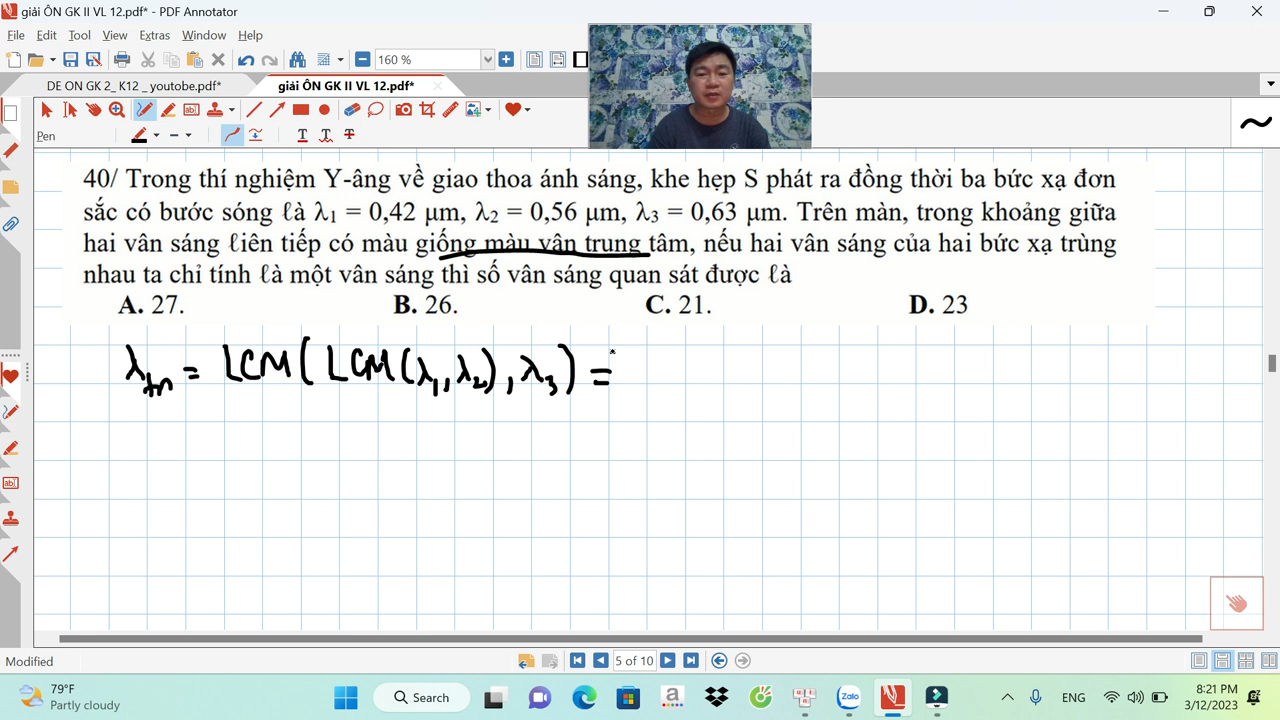 giải ÔN GK II VL 12.pdf* - PDF Annotator
File Edit Tool View Extras Window Help
160 %
DE ON GK 2_ K12 _ youtube.pdf*
giải ÔN GK II VL 12.pdf*
Pen
40/ Trong thí nghiệm Y-âng về giao thoa ánh sáng, khe hẹp S phát ra đồng thời ba bức xạ đơn
sắc có bước sóng ℓà λ1 = 0,42 μm, λ2 = 0,56 μm, λ3 = 0,63 μm. Trên màn, trong khoảng giữa
hai vân sáng ℓiên tiếp có màu giống màu vân trung tâm, nếu hai vân sáng của hai bức xạ trùng
nhau ta chỉ tính ℓà một vân sáng thì số vân sáng quan sát được ℓà
A. 27. B. 26. C. 21. D. 23
λtm = LCM(LCM(λ1, λ2), λ3) =
5 of 10
Modified
79°F
Partly cloudy
Search
Zalo
ENG
8:21 PM
3/12/2023